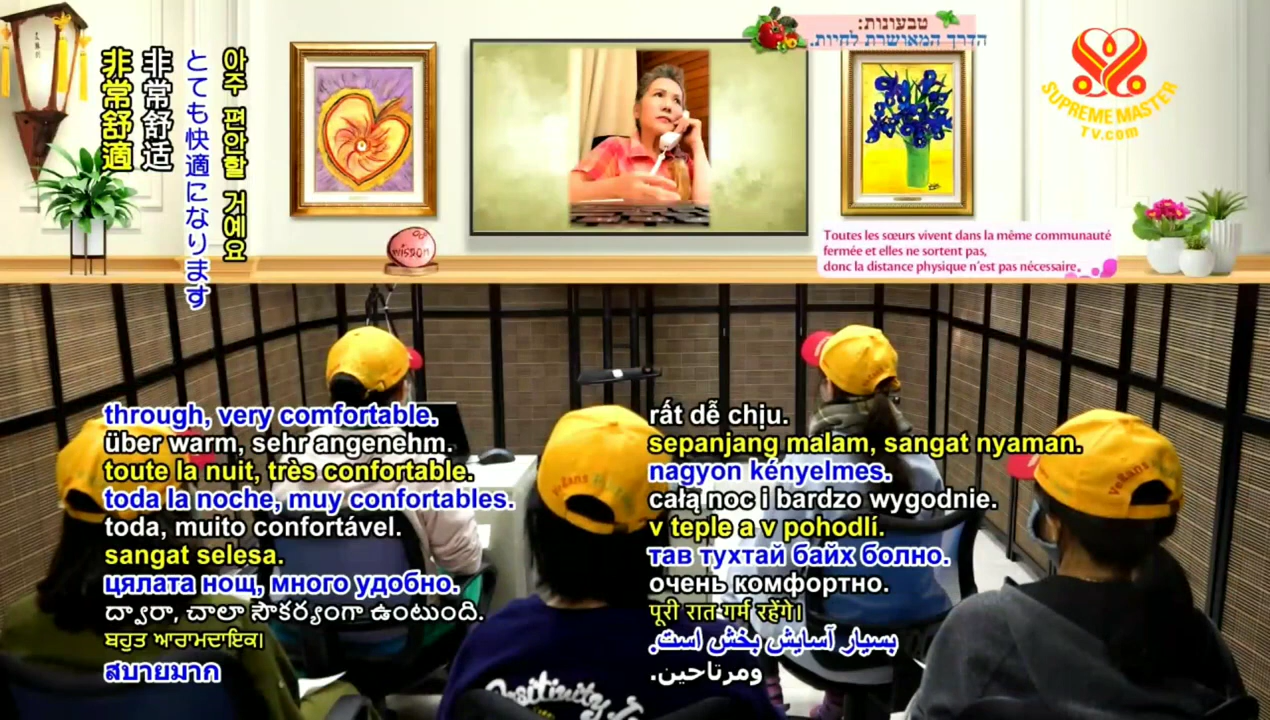 非常舒適
非常舒适
とても快適になります
아주 편안할 거예요
טבעונות:
הדרך המאושרת לחיות.
SUPREME MASTER
TV.com
wisdom
Toutes les sœurs vivent dans la même communauté
fermée et elles ne sortent pas,
donc la distance physique n'est pas nécessaire.
through, very comfortable.
über warm, sehr angenehm.
toute la nuit, très confortable.
toda la noche, muy confortables.
toda, muito confortável.
sangat selesa.
цялата нощ, много удобно.
ద్వారా, చాలా సౌకర్యంగా ఉంటుంది.
ਬਹੁਤ ਆਰਾਮਦਾਇਕ।
สบายมาก
rất dễ chịu.
sepanjang malam, sangat nyaman.
nagyon kényelmes.
całą noc i bardzo wygodnie.
v teple a v pohodlí.
тав тухтай байх болно.
очень комфортно.
पूरी रात गर्म रहेंगे।
بسیار آسایش بخش است.
ومرتاحين.
Positivity